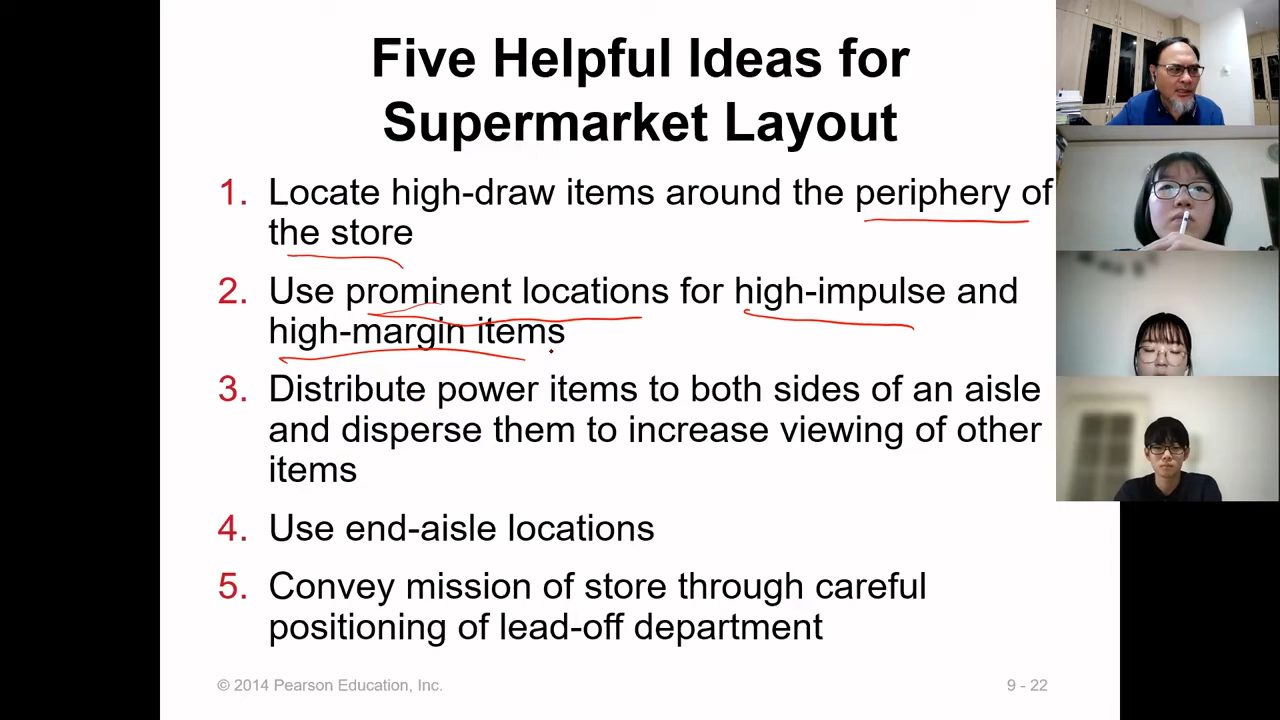 Five Helpful Ideas for
Supermarket Layout
1. Locate high-draw items around the periphery of
the store
2. Use prominent locations for high-impulse and
high-margin items
3. Distribute power items to both sides of an aisle
and disperse them to increase viewing of other
items
4. Use end-aisle locations
5. Convey mission of store through careful
positioning of lead-off department
© 2014 Pearson Education, Inc.
9 - 22